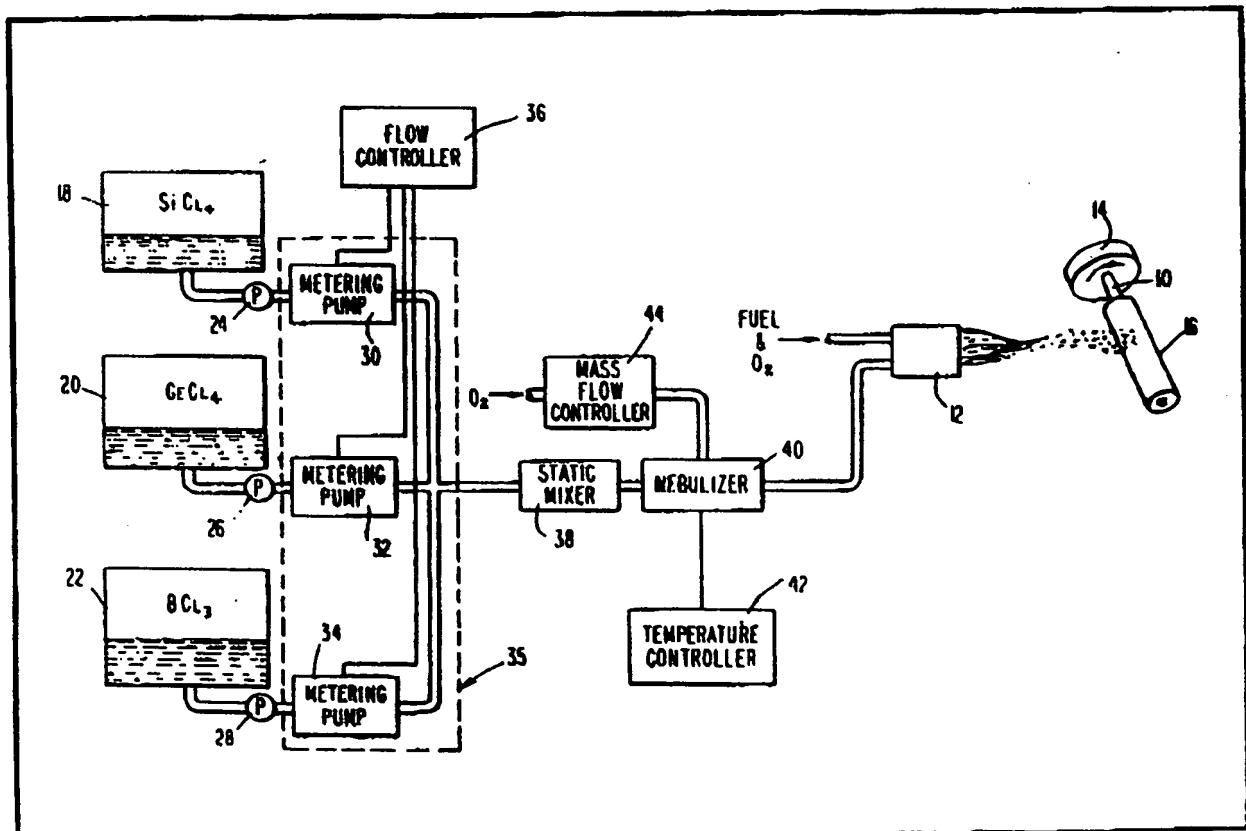 FLOW
CONTROLLER
36
18
SiCL₄
14
10
METERING
PUMP
P
24
30
FUEL
&
O₂
16
44
MASS
FLOW
CONTROLLER
O₂
12
20
GeCL₄
METERING
PUMP
P
26
32
STATIC
MIXER
38
NEBULIZER
40
22
BCL₃
42
TEMPERATURE
CONTROLLER
34
35
METERING
PUMP
P
28